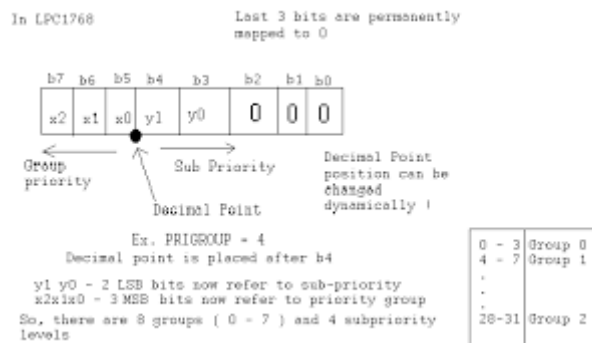 In LPC1768
Last 3 bits are permanently
mapped to 0
b7 b6 b5 b4 b3 b2 b1 b0
x2 x1 x0 y1 y0 0 0 0
Group
priority
Sub Priority
Decimal Point
Decimal Point
position can be
changed
dynamically !
Ex. PRIGROUP = 4
Decimal point is placed after b4
y1 y0 - 2 LSB bits now refer to sub-priority
x2x1x0 - 3 MSB bits now refer to priority group
So, there are 8 groups ( 0 - 7 ) and 4 subpriority
levels
0 - 3 Group 0
4 - 7 Group 1
.
.
.
28-31 Group 2